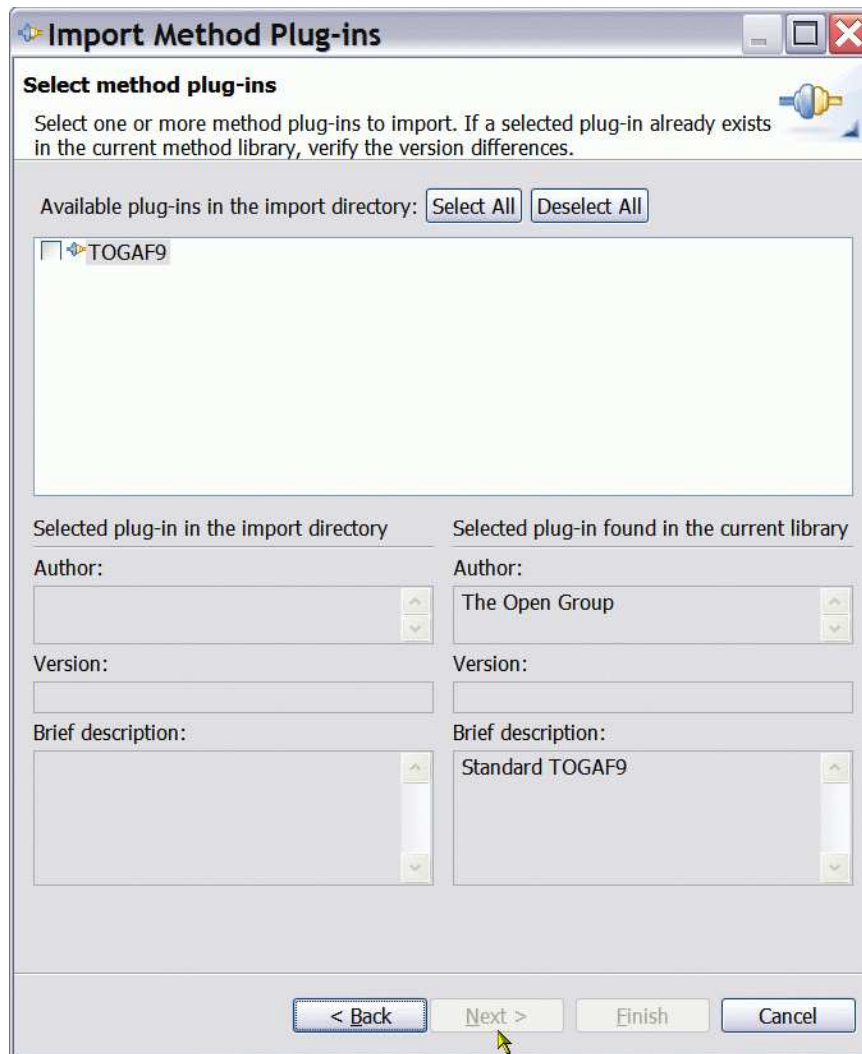 Import Method Plug-ins
Select method plug-ins
Select one or more method plug-ins to import. If a selected plug-in already exists
in the current method library, verify the version differences.
Available plug-ins in the import directory: Select All Deselect All
TOGAF9
Selected plug-in in the import directory
Author:
Version:
Brief description:
Selected plug-in found in the current library
Author:
The Open Group
Version:
Brief description:
Standard TOGAF9
< Back Next > Finish Cancel